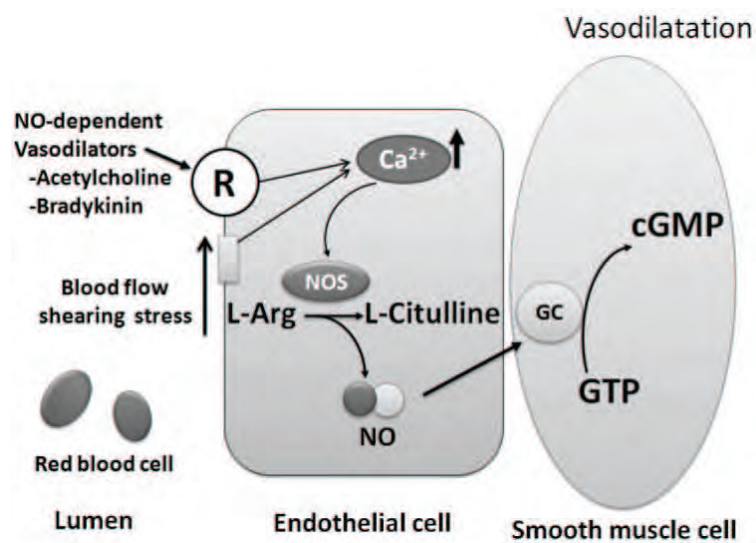 Vasodilatation
NO-dependent
Vasodilators
-Acetylcholine
-Bradykinin
R
Ca²⁺
cGMP
NOS
Blood flow
shearing stress
L-Arg
L-Citulline
GC
GTP
NO
Red blood cell
Lumen
Endothelial cell
Smooth muscle cell